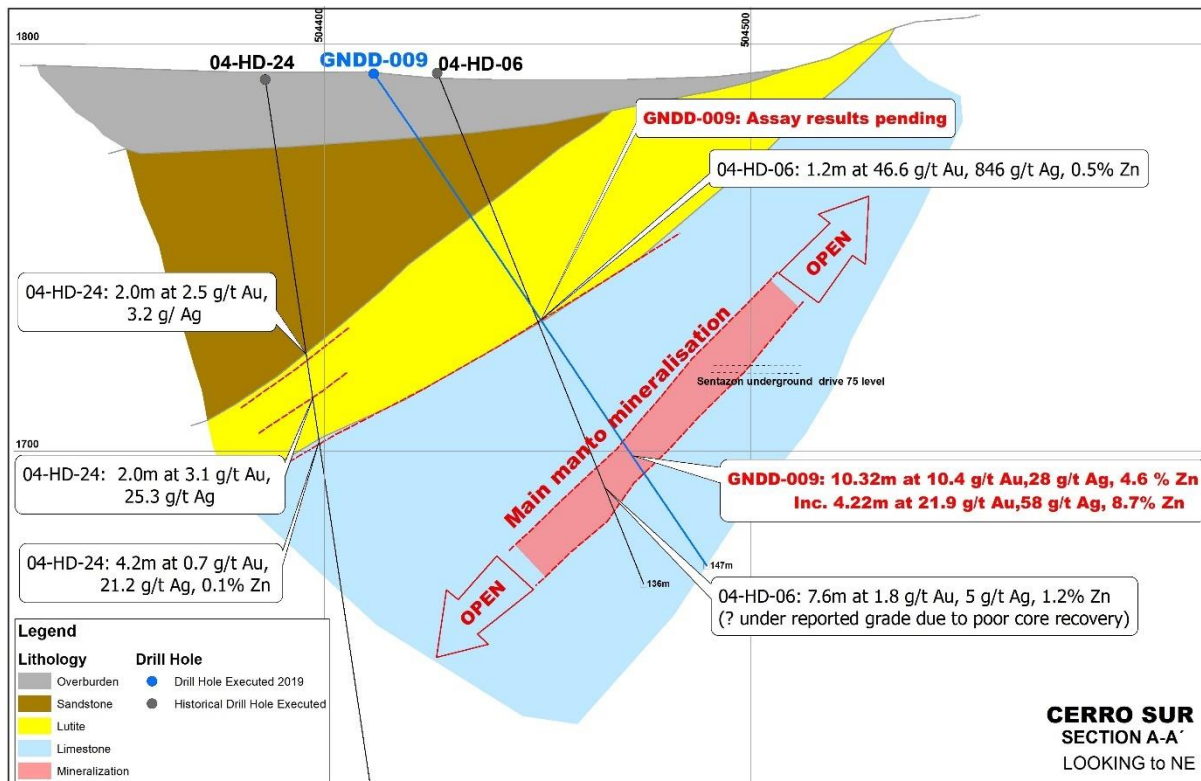 504400
504500
1800
04-HD-24
GNDD-009
04-HD-06
GNDD-009: Assay results pending
04-HD-06: 1.2m at 46.6 g/t Au, 846 g/t Ag, 0.5% Zn
OPEN
04-HD-24: 2.0m at 2.5 g/t Au,
3.2 g/ Ag
Main manto mineralisation
Sentazon underground drive 75 level
1700
04-HD-24: 2.0m at 3.1 g/t Au,
25.3 g/t Ag
GNDD-009: 10.32m at 10.4 g/t Au,28 g/t Ag, 4.6 % Zn
Inc. 4.22m at 21.9 g/t Au,58 g/t Ag, 8.7% Zn
04-HD-24: 4.2m at 0.7 g/t Au,
21.2 g/t Ag, 0.1% Zn
147m
136m
OPEN
04-HD-06: 7.6m at 1.8 g/t Au, 5 g/t Ag, 1.2% Zn
(? under reported grade due to poor core recovery)
Legend
Lithology
Overburden
Sandstone
Lutite
Limestone
Mineralization
Drill Hole
Drill Hole Executed 2019
Historical Drill Hole Executed
CERRO SUR
SECTION A-A´
LOOKING to NE